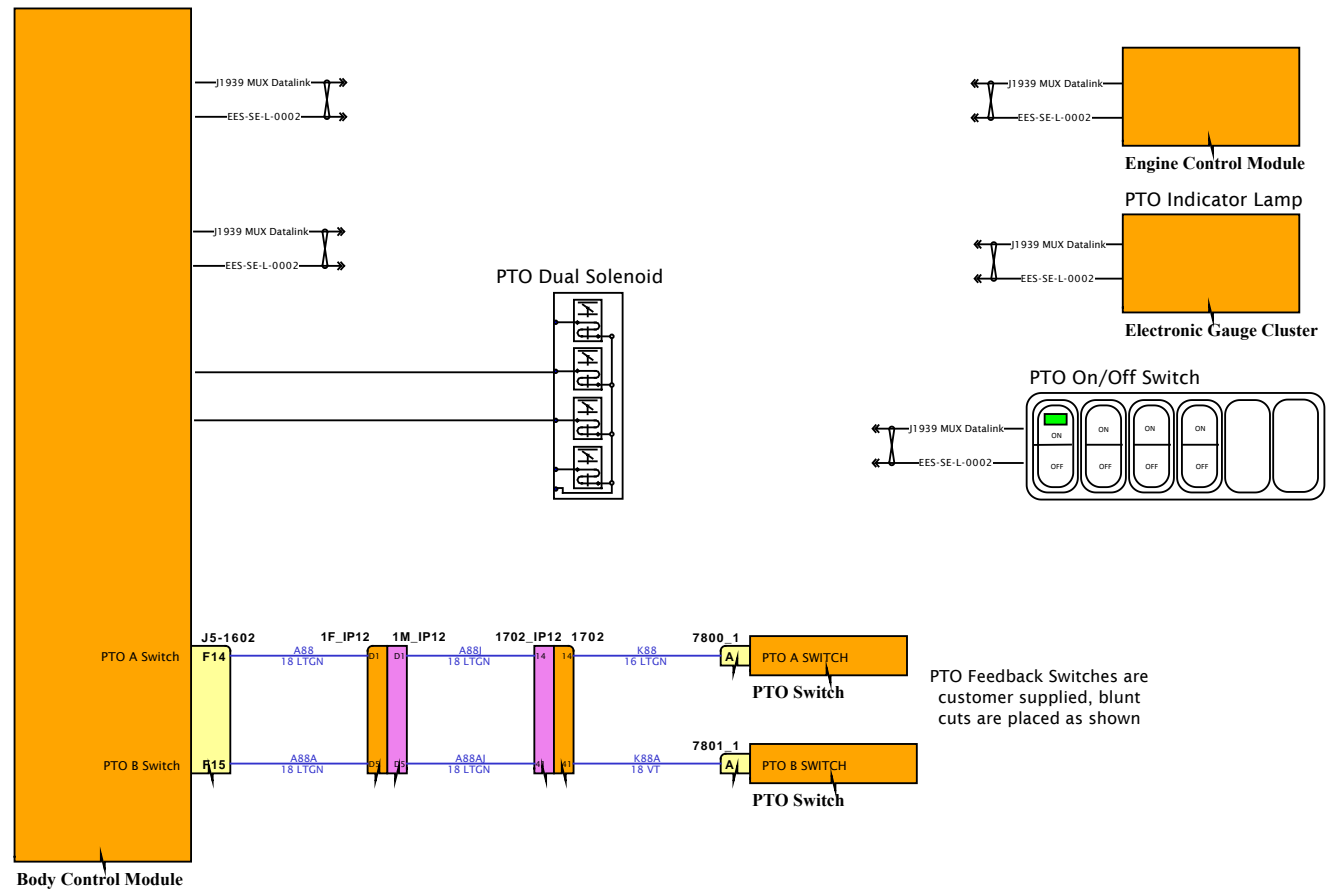 J1939 MUX Datalink
EES-SE-L-0002
J1939 MUX Datalink
EES-SE-L-0002
Engine Control Module
PTO Indicator Lamp
J1939 MUX Datalink
EES-SE-L-0002
J1939 MUX Datalink
EES-SE-L-0002
Electronic Gauge Cluster
PTO Dual Solenoid
PTO On/Off Switch
J1939 MUX Datalink
EES-SE-L-0002
ON ON ON ON
OFF OFF OFF OFF
J5-1602 1F_IP12 1M_IP12 1702_IP12 1702 7800_1
PTO A Switch F14 A88 D1 D1 A88J 14 14 K88 A PTO A SWITCH
18 LTGN 18 LTGN 16 LTGN
PTO Switch
PTO Feedback Switches are
customer supplied, blunt
cuts are placed as shown
7801_1
PTO B Switch F15 A88A D5 D5 A88AJ 41 41 K88A A PTO B SWITCH
18 LTGN 18 LTGN 18 VT
PTO Switch
Body Control Module